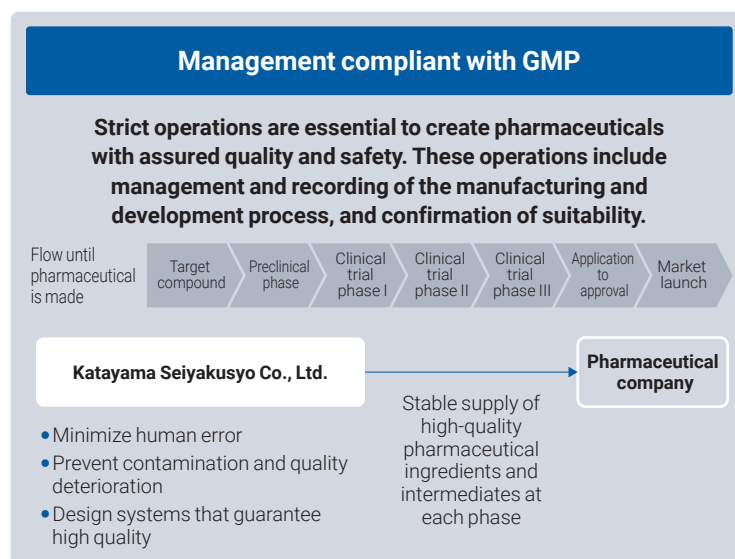 Management compliant with GMP
Strict operations are essential to create pharmaceuticals
with assured quality and safety. These operations include
management and recording of the manufacturing and
development process, and confirmation of suitability.
Flow until
pharmaceutical
is made
Target
compound
Preclinical
phase
Clinical
trial
phase I
Clinical
trial
phase II
Clinical
trial
phase III
Application
to
approval
Market
launch
Katayama Seiyakusyo Co., Ltd.
Pharmaceutical
company
Stable supply of
high-quality
pharmaceutical
ingredients and
intermediates at
each phase
•Minimize human error
•Prevent contamination and quality
deterioration
•Design systems that guarantee
high quality